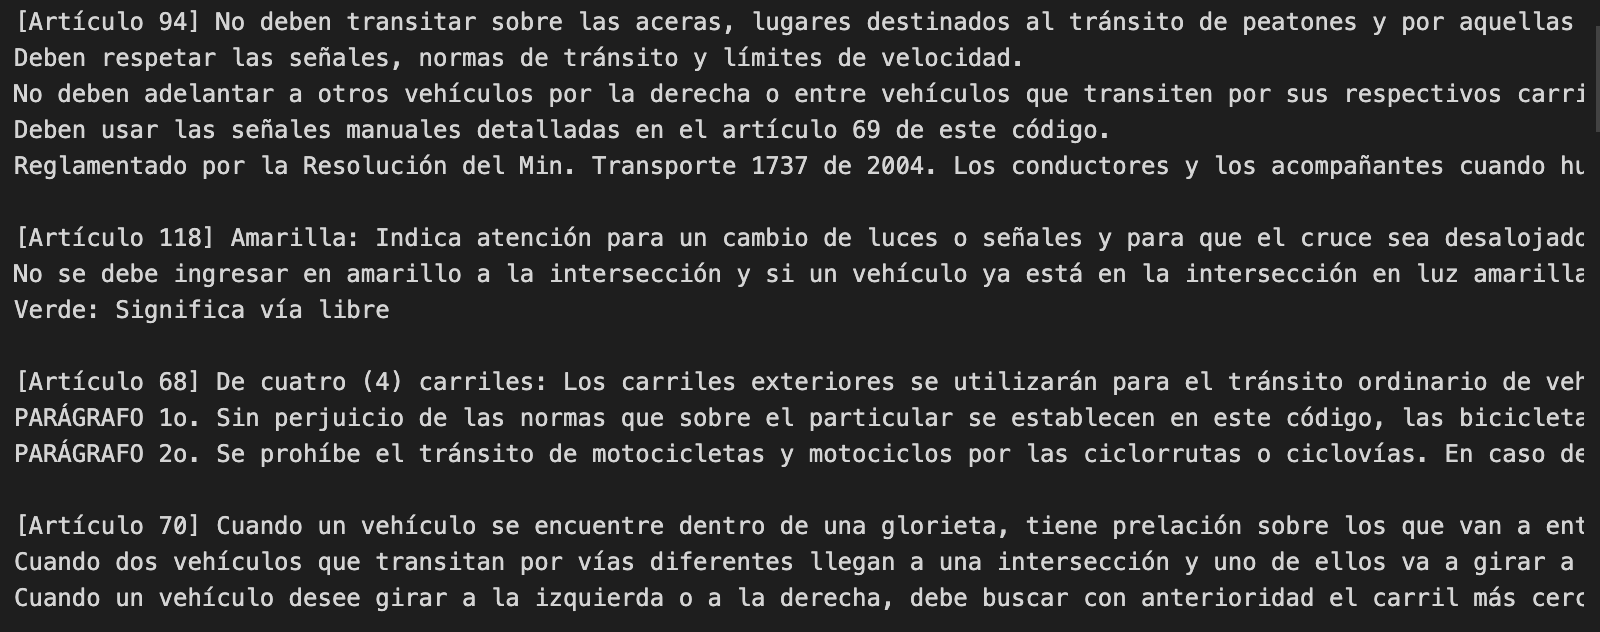 [Artículo 94] No deben transitar sobre las aceras, lugares destinados al tránsito de peatones y por aquellas
Deben respetar las señales, normas de tránsito y límites de velocidad.
No deben adelantar a otros vehículos por la derecha o entre vehículos que transiten por sus respectivos carri
Deben usar las señales manuales detalladas en el artículo 69 de este código.
Reglamentado por la Resolución del Min. Transporte 1737 de 2004. Los conductores y los acompañantes cuando hu
[Artículo 118] Amarilla: Indica atención para un cambio de luces o señales y para que el cruce sea desalojado
No se debe ingresar en amarillo a la intersección y si un vehículo ya está en la intersección en luz amarilla
Verde: Significa vía libre
[Artículo 68] De cuatro (4) carriles: Los carriles exteriores se utilizarán para el tránsito ordinario de veh
PARÁGRAFO 1o. Sin perjuicio de las normas que sobre el particular se establecen en este código, las bicicleta
PARÁGRAFO 2o. Se prohíbe el tránsito de motocicletas y motociclos por las ciclorrutas o ciclovías. En caso de
[Artículo 70] Cuando un vehículo se encuentre dentro de una glorieta, tiene prelación sobre los que van a ent
Cuando dos vehículos que transitan por vías diferentes llegan a una intersección y uno de ellos va a girar a
Cuando un vehículo desee girar a la izquierda o a la derecha, debe buscar con anterioridad el carril más cerc